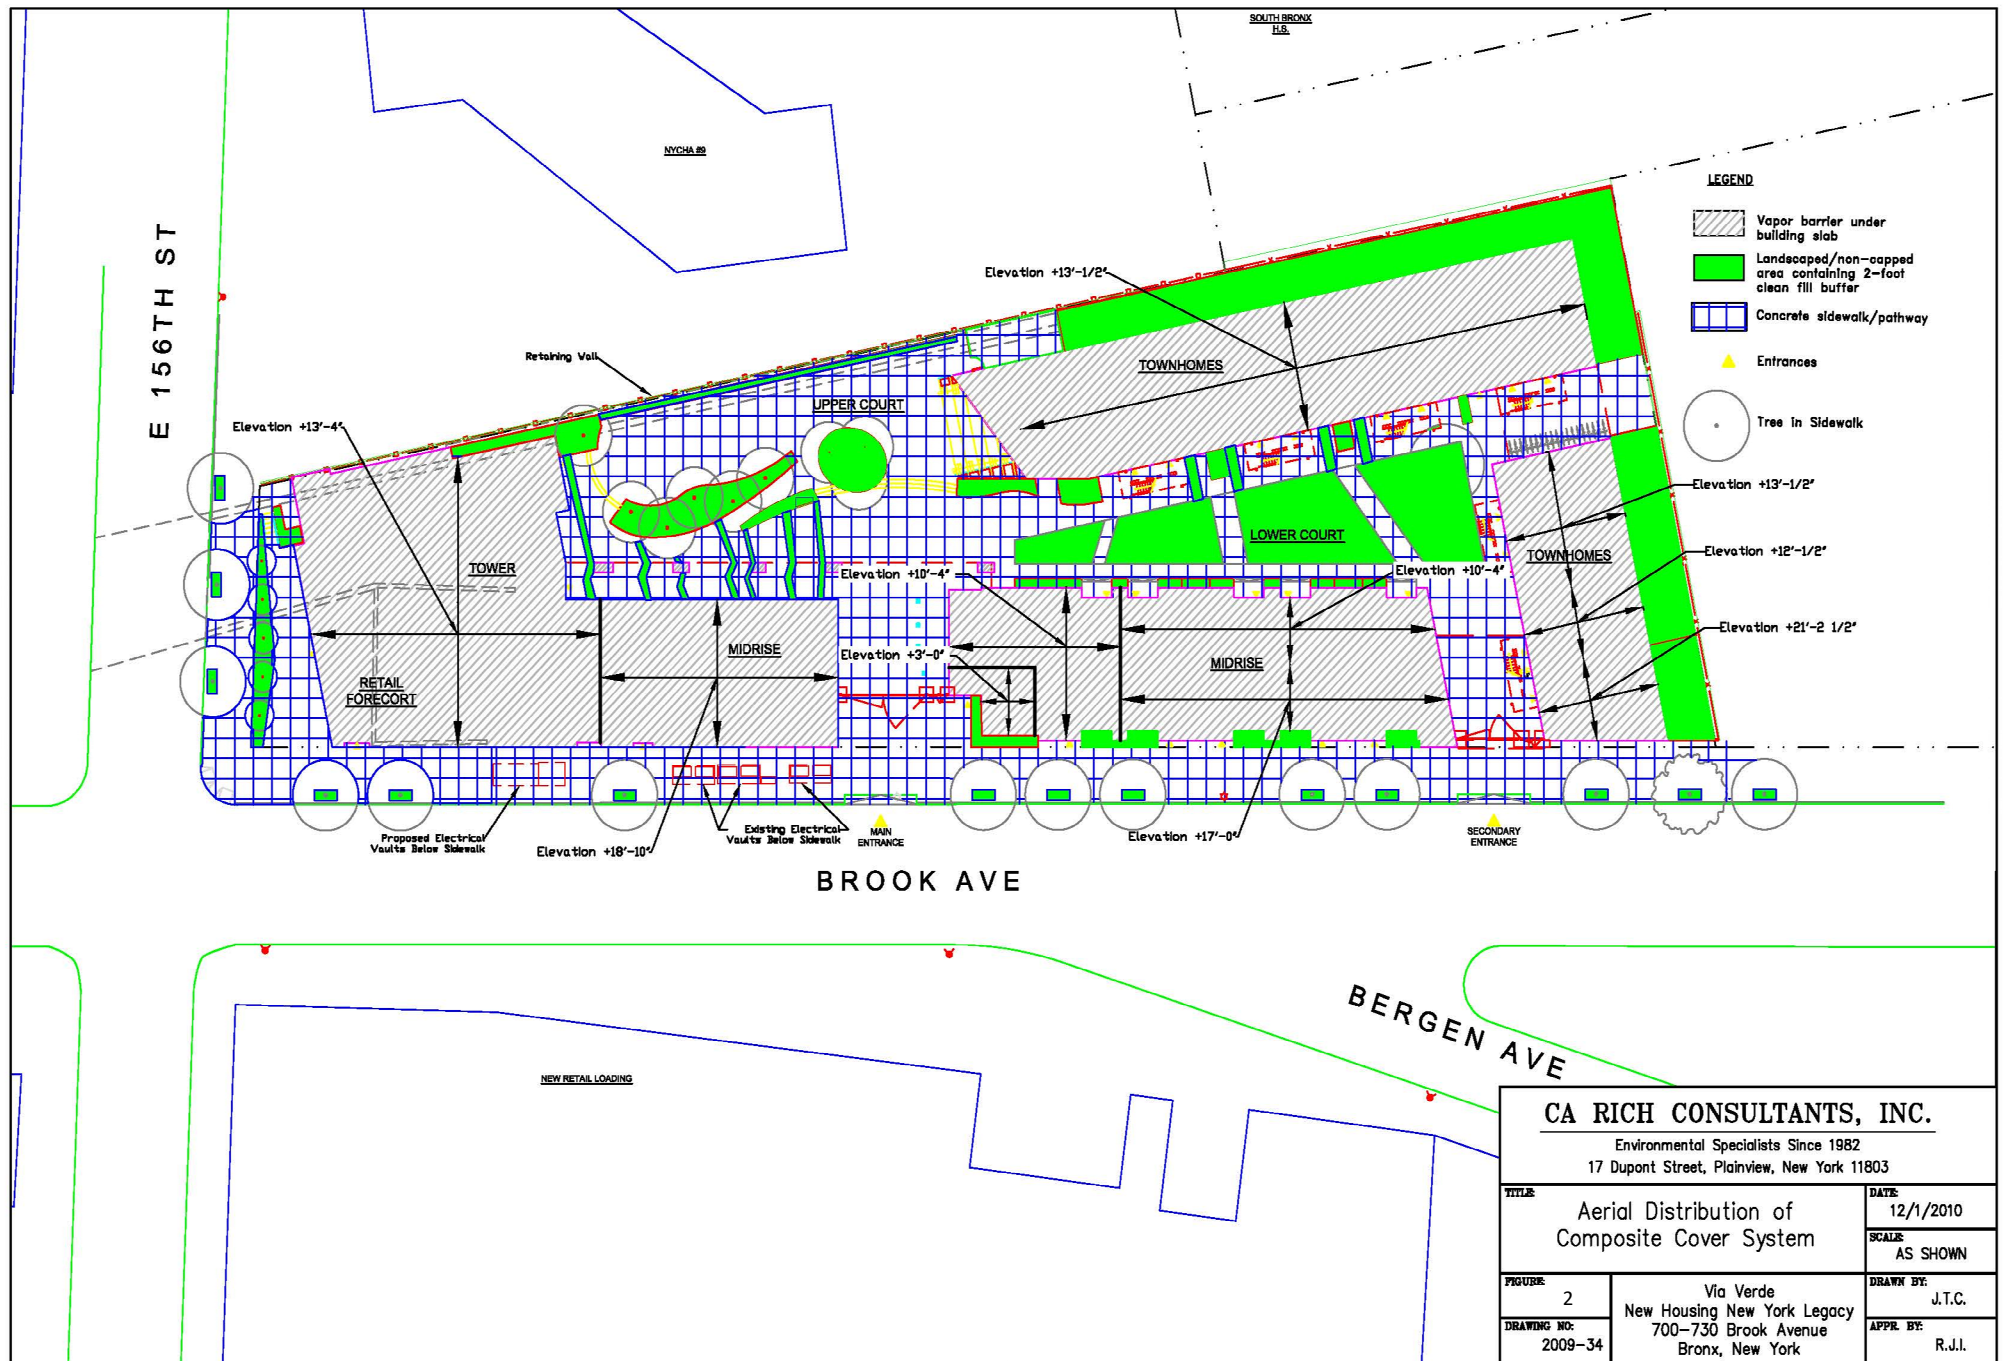 SOUTH BRONX
H.S.
NYCHA #9
LEGEND
Vapor barrier under
building slab
Landscaped/non-capped
area containing 2-foot
clean fill buffer
Concrete sidewalk/pathway
Entrances
Tree in Sidewalk
E 156TH ST
Elevation +13'-1/2"
Retaining Wall
TOWNHOMES
UPPER COURT
Elevation +13'-4"
Elevation +13'-1/2"
LOWER COURT
TOWNHOMES
Elevation +12'-1/2"
TOWER
Elevation +10'-4"
Elevation +10'-4"
Elevation +21'-2 1/2"
MIDRISE
Elevation +3'-0"
MIDRISE
RETAIL
FORECORT
Proposed Electrical
Vaults Below Sidewalk
Elevation +18'-10"
Existing Electrical
Vaults Below Sidewalk
MAIN
ENTRANCE
Elevation +17'-0"
SECONDARY
ENTRANCE
BROOK AVE
BERGEN AVE
NEW RETAIL LOADING
CA RICH CONSULTANTS, INC.
Environmental Specialists Since 1982
17 Dupont Street, Plainview, New York 11803
TITLE:
Aerial Distribution of
Composite Cover System
DATE:
12/1/2010
SCALE:
AS SHOWN
FIGURE:
2
DRAWING NO:
2009-34
Via Verde
New Housing New York Legacy
700-730 Brook Avenue
Bronx, New York
DRAWN BY:
J.T.C.
APPR. BY:
R.J.I.